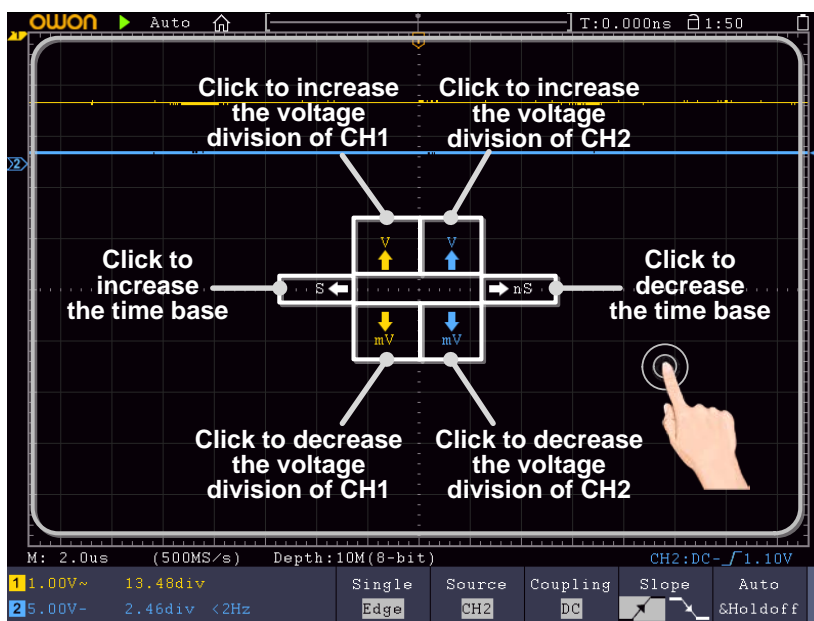 owon Auto [ ] T:0.000ns 1:50
Click to increase
the voltage
division of CH1
Click to increase
the voltage
division of CH2
V V
Click to
increase
the time base
S nS
Click to
decrease
the time base
mV mV
Click to decrease
the voltage
division of CH1
Click to decrease
the voltage
division of CH2
M: 2.0us (500MS/s) Depth:10M(8-bit) CH2:DC- 1.10V
1 1.00V~ 13.48div Single Source Coupling Slope Auto
2 5.00V- 2.46div <2Hz Edge CH2 DC &Holdoff
2